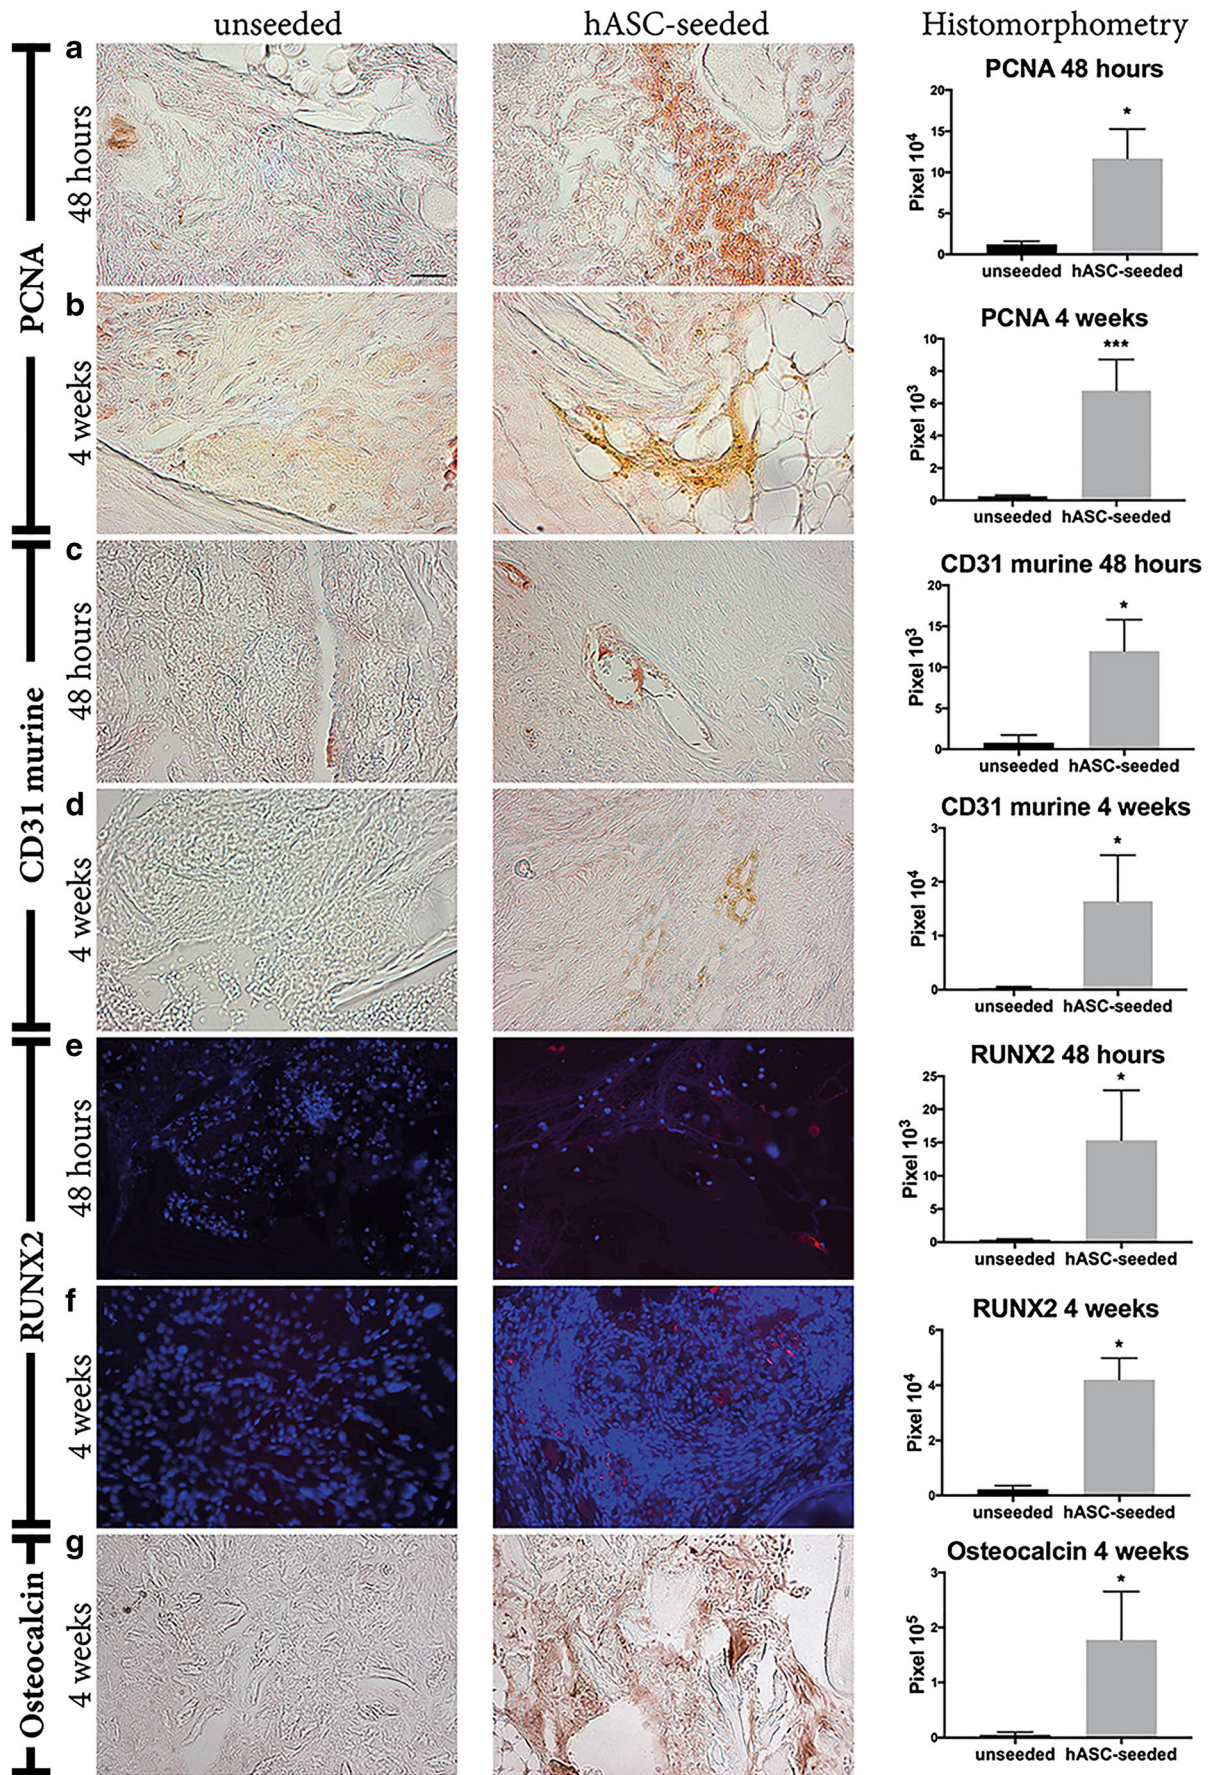 unseeded
hASC-seeded
Histomorphometry
PCNA
a
48 hours
PCNA 48 hours
*
Pixel 10⁴
20
15
10
5
0
unseeded hASC-seeded
b
4 weeks
PCNA 4 weeks
***
Pixel 10³
10
8
6
4
2
0
unseeded hASC-seeded
CD31 murine
c
48 hours
CD31 murine 48 hours
*
Pixel 10³
20
15
10
5
0
unseeded hASC-seeded
d
4 weeks
CD31 murine 4 weeks
*
Pixel 10⁴
3
2
1
0
unseeded hASC-seeded
RUNX2
e
48 hours
RUNX2 48 hours
*
Pixel 10³
25
20
15
10
5
0
unseeded hASC-seeded
f
4 weeks
RUNX2 4 weeks
*
Pixel 10⁴
6
4
2
0
unseeded hASC-seeded
Osteocalcin
g
4 weeks
Osteocalcin 4 weeks
*
Pixel 10⁵
3
2
1
0
unseeded hASC-seeded